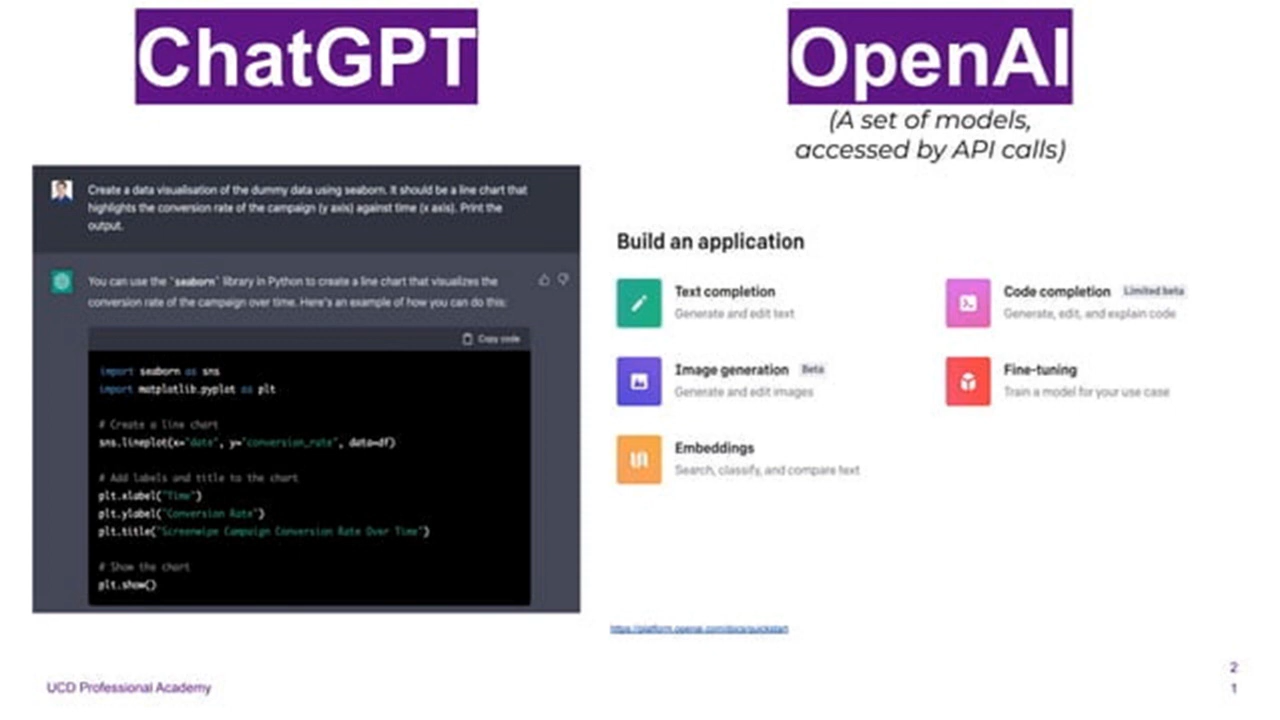 ChatGPT
OpenAI
(A set of models,
accessed by API calls)
Create a data visualisation of the dummy data using seaborn. It should be a line chart that
highlights the conversion rate of the campaign (y axis) against time (x axis). Print the
output.
You can use the "seaborn" library in Python to create a line chart that visualizes the
conversion rate of the campaign over time. Here's an example of how you can do this:
Copy code
import seaborn as sns
import matplotlib.pyplot as plt
# Create a line chart
sns.lineplot(x="date", y="conversion_rate", data=df)
# Add labels and title to the chart
plt.xlabel("Time")
plt.ylabel("Conversion Rate")
plt.title("Screenwipe Campaign Conversion Rate Over Time")
# Show the chart
plt.show()
Build an application
Text completion
Generate and edit text
Code completion Limited beta
Generate, edit, and explain code
Image generation Beta
Generate and edit images
Fine-tuning
Train a model for your use case
Embeddings
Search, classify, and compare text
https://platform.openai.com/docs/quickstart
UCD Professional Academy
2
1